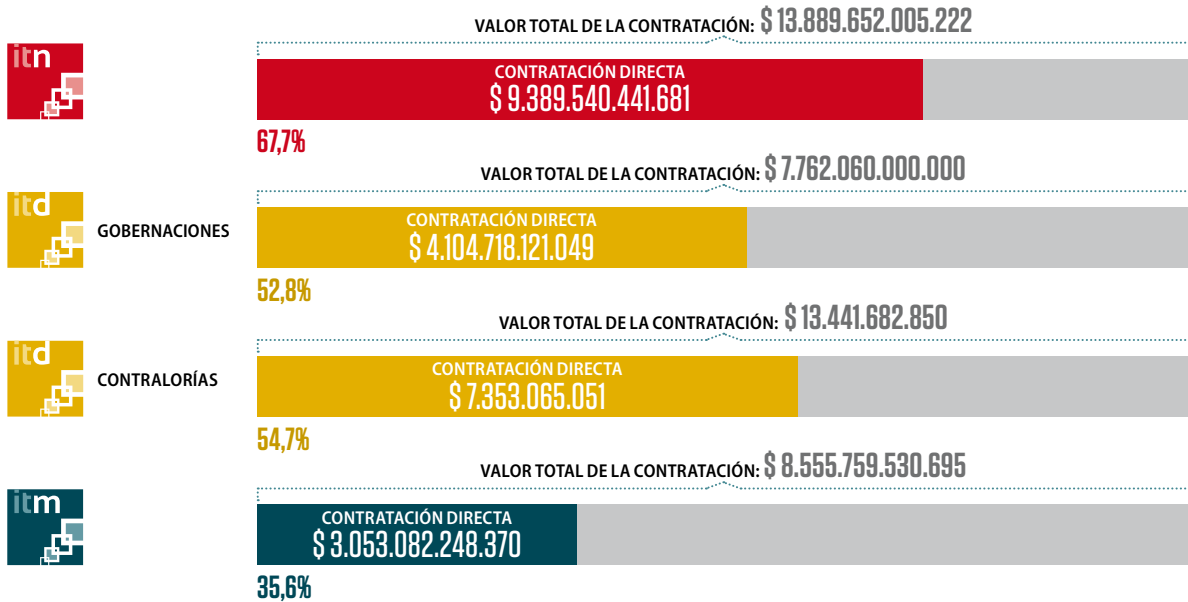 VALOR TOTAL DE LA CONTRATACIÓN: $ 13.889.652.005.222
itn
CONTRATACIÓN DIRECTA
$ 9.389.540.441.681
67,7%
VALOR TOTAL DE LA CONTRATACIÓN: $ 7.762.060.000.000
itd
GOBERNACIONES
CONTRATACIÓN DIRECTA
$ 4.104.718.121.049
52,8%
VALOR TOTAL DE LA CONTRATACIÓN: $ 13.441.682.850
itd
CONTRALORÍAS
CONTRATACIÓN DIRECTA
$ 7.353.065.051
54,7%
VALOR TOTAL DE LA CONTRATACIÓN: $ 8.555.759.530.695
itm
CONTRATACIÓN DIRECTA
$ 3.053.082.248.370
35,6%